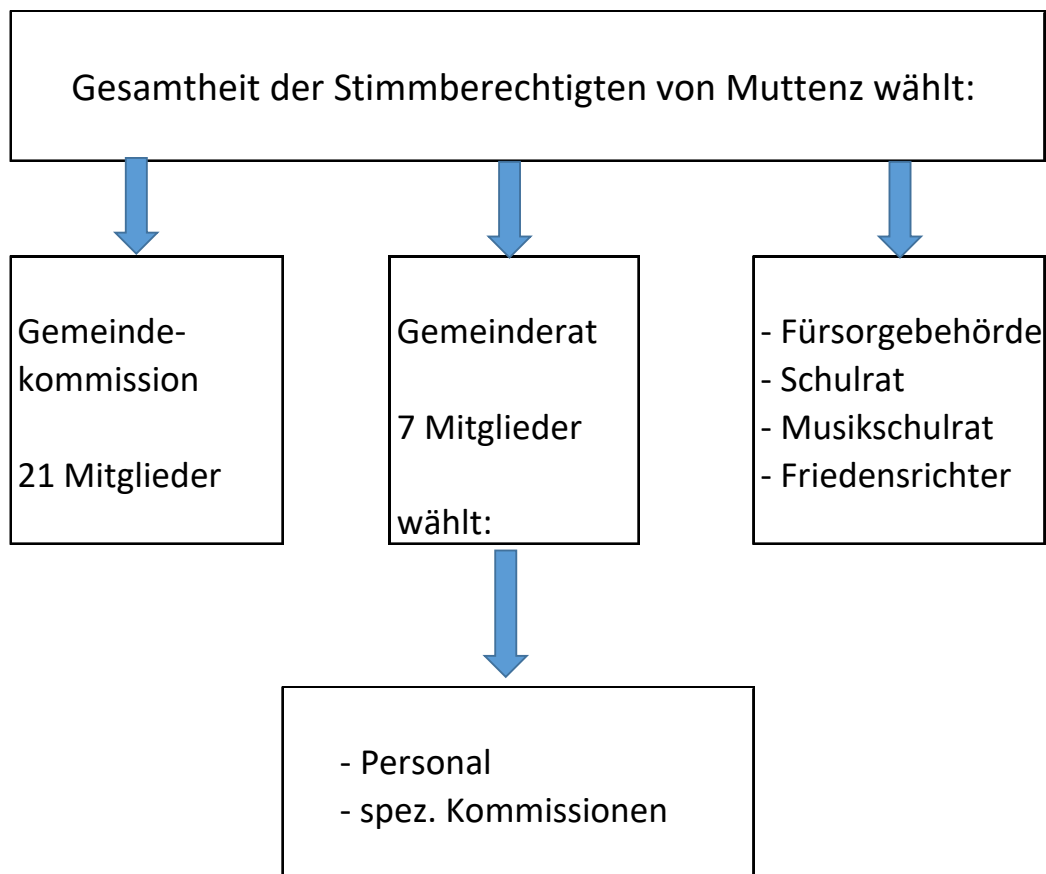 Gesamtheit der Stimmberechtigten von Muttenz wählt:
Gemeinde-
kommission
21 Mitglieder
Gemeinderat
7 Mitglieder
wählt:
- Fürsorgebehörde
- Schulrat
- Musikschulrat
- Friedensrichter
- Personal
- spez. Kommissionen